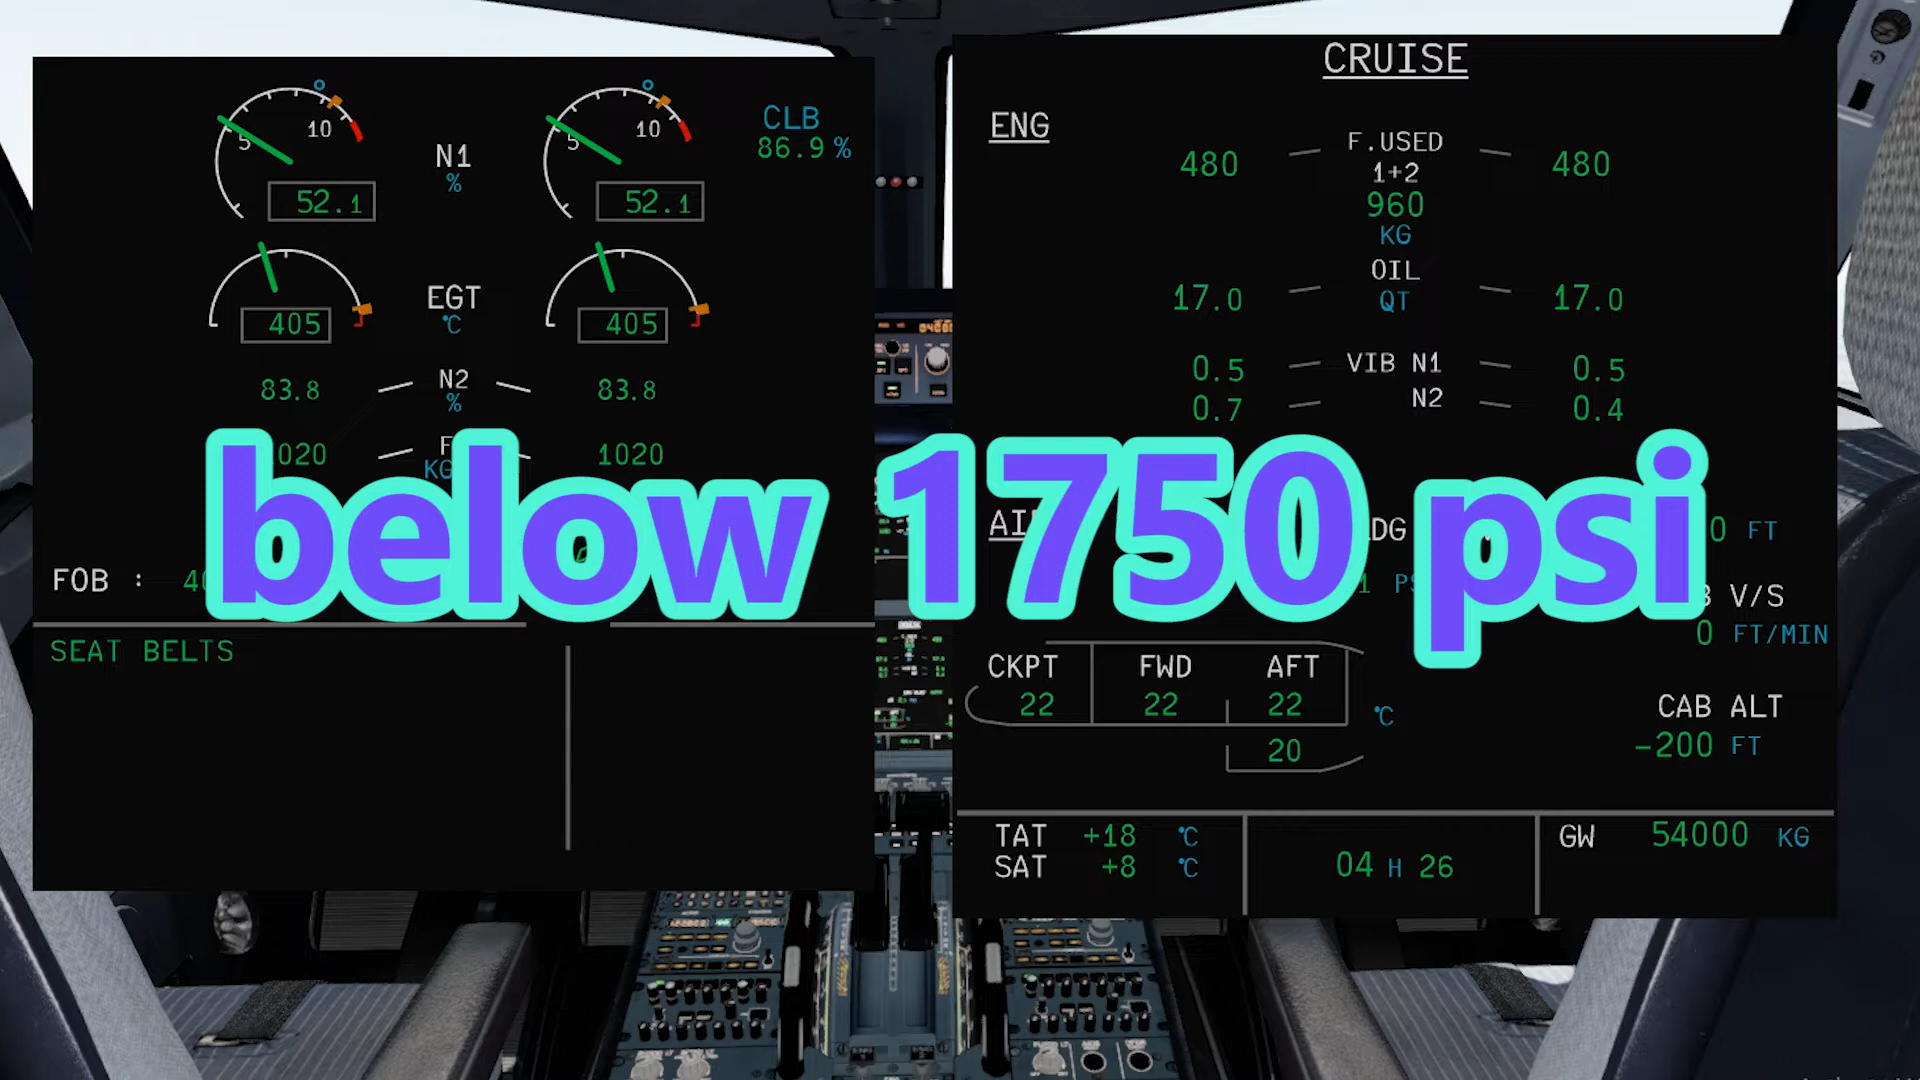 5 10
5 10
CLB
86.9 %
N1
%
52.1
52.1
EGT
°C
405
405
83.8
N2
%
83.8
1020
below 1750 psi
FOB :
SEAT BELTS
CRUISE
ENG
F.USED
480
1+2
480
960
KG
OIL
17.0
QT
17.0
0.5
VIB N1
0.5
0.7
N2
0.4
FT
V/S
0 FT/MIN
CKPT FWD AFT
22 22 22
°C
20
CAB ALT
-200 FT
TAT +18 °C
SAT +8 °C
04 H 26
GW 54000 KG